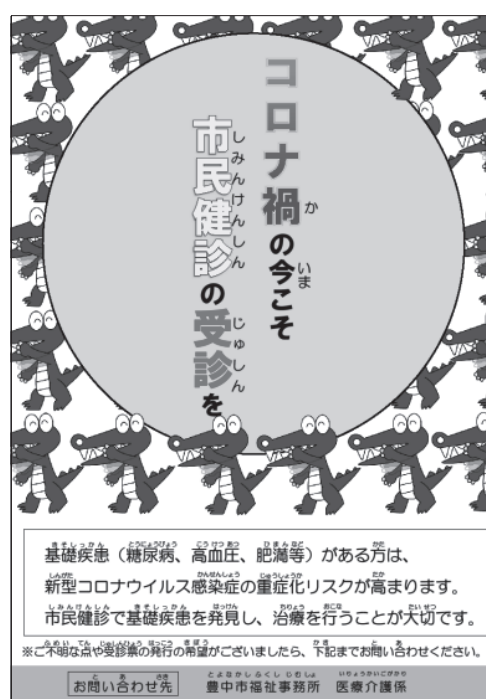 コロナ禍の今こそ
市民健診の受診を
基礎疾患（糖尿病、高血圧、肥満等）がある方は、
新型コロナウイルス感染症の重症化リスクが高まります。
市民健診で基礎疾患を発見し、治療を行うことが大切です。
※ご不明な点や受診票の発行の希望がございましたら、下記までお問い合わせください。
お問い合わせ先 豊中市福祉事務所 医療介護係